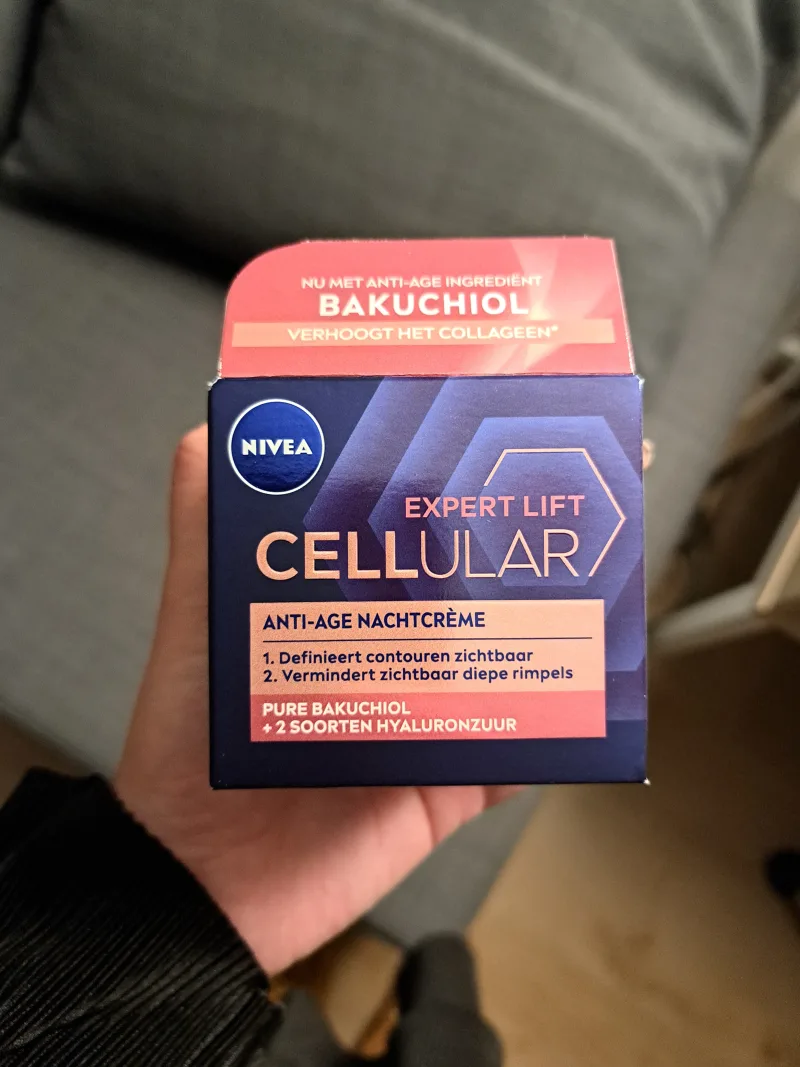 NU MET ANTI-AGE INGREDIËNT
BAKUCHIOL
VERHOOGT HET COLLAGEEN*
NIVEA
EXPERT LIFT
CELLULAR
ANTI-AGE NACHTCRÈME
1. Definieert contouren zichtbaar
2. Vermindert zichtbaar diepe rimpels
PURE BAKUCHIOL
+ 2 SOORTEN HYALURONZUUR